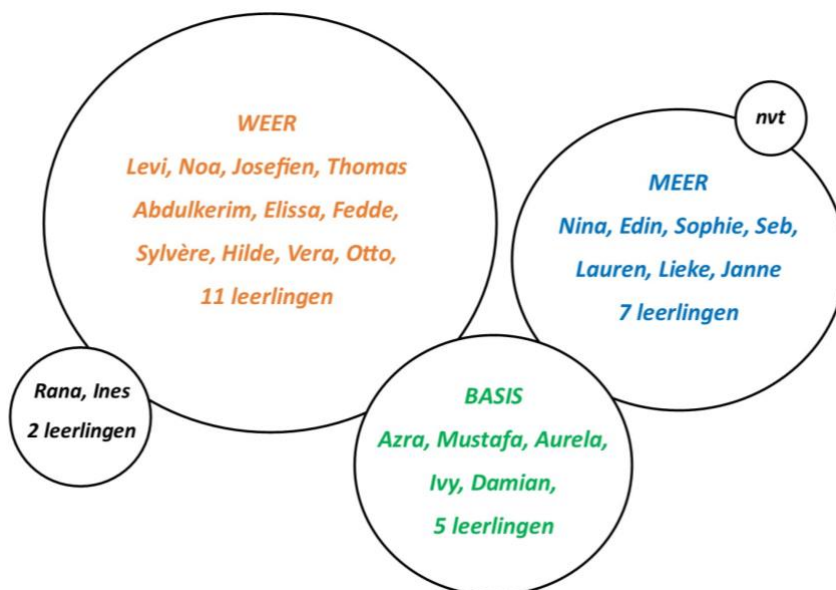 WEER
Levi, Noa, Josefien, Thomas
Abdulkerim, Elissa, Fedde,
Sylvère, Hilde, Vera, Otto,
11 leerlingen
Rana, Ines
2 leerlingen
BASIS
Azra, Mustafa, Aurela,
Ivy, Damian,
5 leerlingen
nvt
MEER
Nina, Edin, Sophie, Seb,
Lauren, Lieke, Janne
7 leerlingen